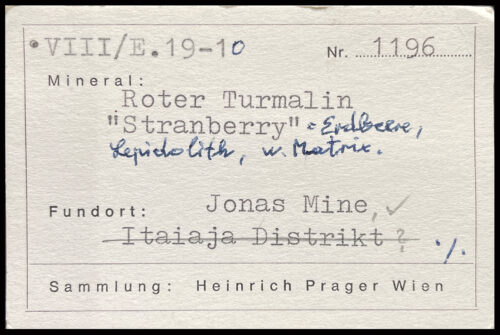 •VIII/E.19-10 Nr. 1196
Mineral:
Roter Turmalin
"Stranberry" = Erdbeere,
Lepidolith, w. Matrix.
Fundort: Jonas Mine, ✓
Itaiaja Distrikt ? ·/.
Sammlung: Heinrich Prager Wien